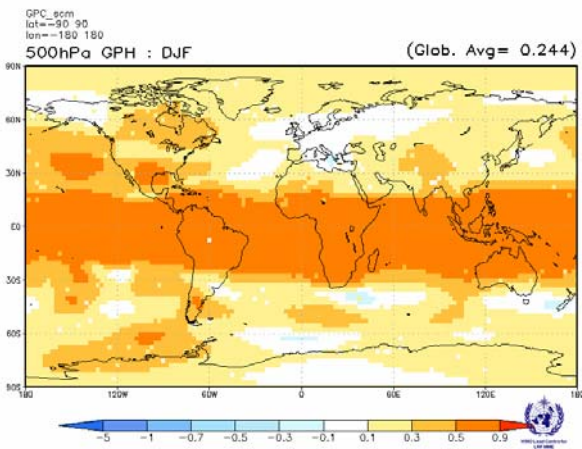 GPC_scm
lat=-90 90
lon=-180 180
500hPa GPH : DJF (Glob. Avg= 0.244)
90N
60N
30N
EQ
30S
60S
90S
180 120W 60W 0 60E 120E 180
-5 -1 -0.7 -0.5 -0.3 -0.1 0.1 0.3 0.5 0.9